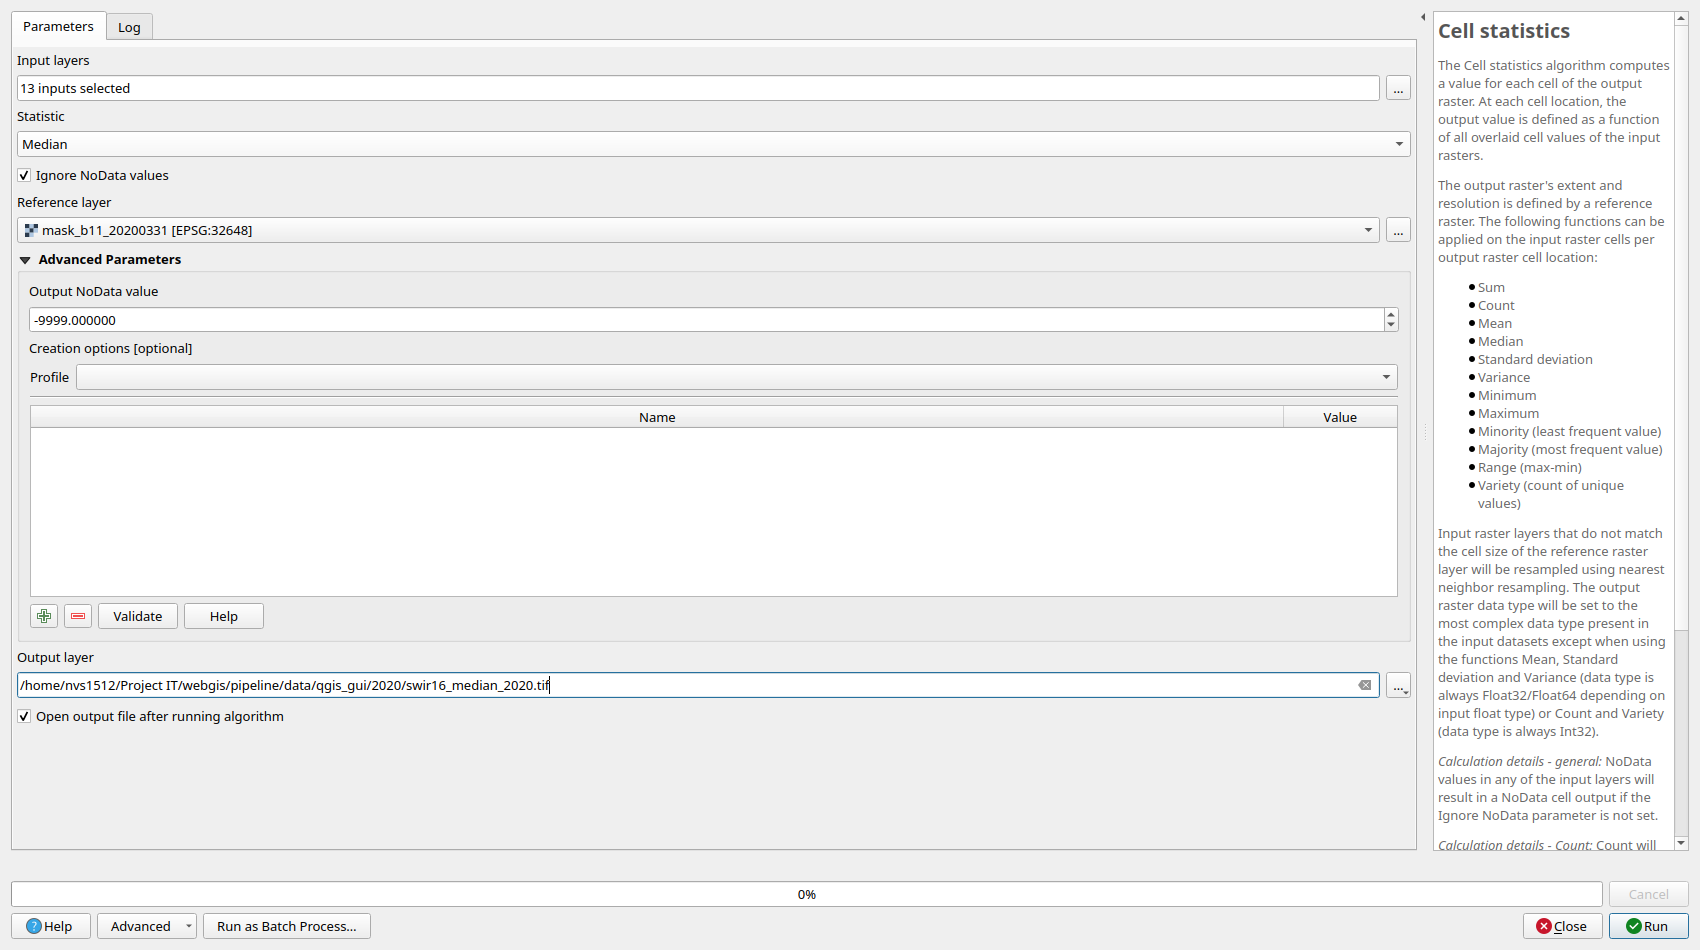 Parameters
Log
Input layers
13 inputs selected
...
Statistic
Median
Ignore NoData values
Reference layer
mask_b11_20200331 [EPSG:32648]
...
Advanced Parameters
Output NoData value
-9999.000000
Creation options [optional]
Profile
Name
Value
Validate
Help
Output layer
/home/nvs1512/Project IT/webgis/pipeline/data/qgis_gui/2020/swir16_median_2020.tif
...
Open output file after running algorithm
Cell statistics
The Cell statistics algorithm computes
a value for each cell of the output
raster. At each cell location, the
output value is defined as a function
of all overlaid cell values of the input
rasters.
The output raster's extent and
resolution is defined by a reference
raster. The following functions can be
applied on the input raster cells per
output raster cell location:
Sum
Count
Mean
Median
Standard deviation
Variance
Minimum
Maximum
Minority (least frequent value)
Majority (most frequent value)
Range (max-min)
Variety (count of unique
values)
Input raster layers that do not match
the cell size of the reference raster
layer will be resampled using nearest
neighbor resampling. The output
raster data type will be set to the
most complex data type present in
the input datasets except when using
the functions Mean, Standard
deviation and Variance (data type is
always Float32/Float64 depending on
input float type) or Count and Variety
(data type is always Int32).
Calculation details - general: NoData
values in any of the input layers will
result in a NoData cell output if the
Ignore NoData parameter is not set.
Calculation details - Count: Count will
0%
Cancel
Help
Advanced
Run as Batch Process...
Close
Run